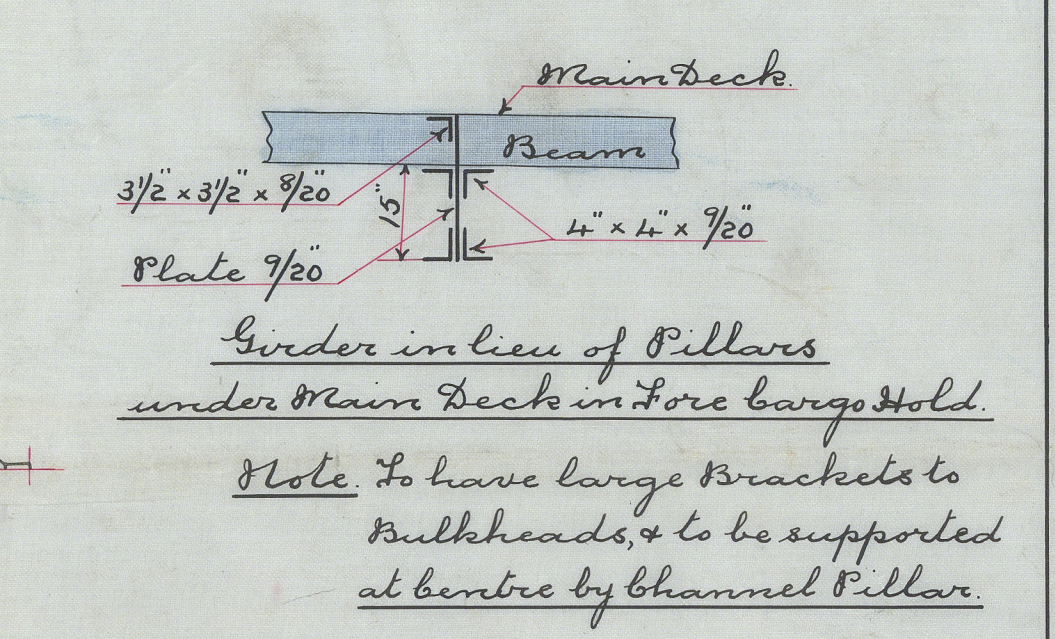 Main Deck.
Beam
3½" × 3½" × 8/20"
15"
4" × 4" × 9/20"
Plate 9/20"
Girder in lieu of Pillars
under Main Deck in Fore Cargo Hold.
Note. To have large Brackets to
Bulkheads, & to be supported
at Centre by Channel Pillar.